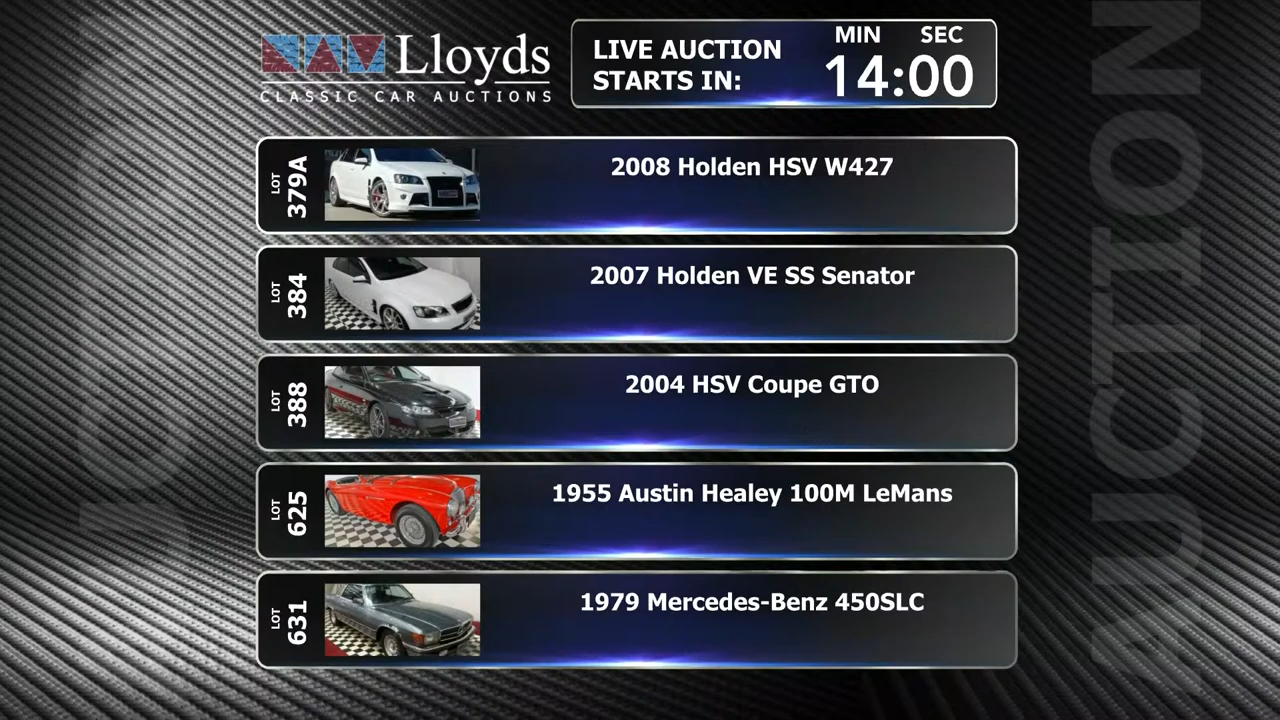 Lloyds
CLASSIC CAR AUCTIONS
LIVE AUCTION
STARTS IN:
MIN SEC
14:00
LOT
379A
2008 Holden HSV W427
LOT
384
2007 Holden VE SS Senator
LOT
388
2004 HSV Coupe GTO
LOT
625
1955 Austin Healey 100M LeMans
LOT
631
1979 Mercedes-Benz 450SLC
AUCTION